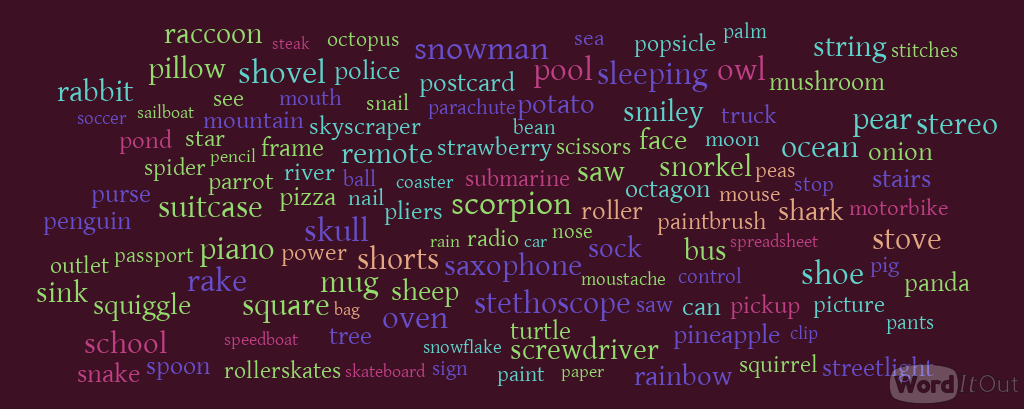 raccoon steak octopus snowman sea popsicle palm string stitches
pillow shovel police postcard pool sleeping owl mushroom
rabbit see mouth snail parachute potato smiley truck pear stereo
soccer sailboat mountain skyscraper bean
pond star pencil frame remote strawberry scissors face moon ocean onion
spider parrot river ball coaster submarine saw snorkel peas
purse suitcase pizza nail pliers scorpion roller octagon mouse stop stairs
penguin skull paintbrush shark motorbike
outlet passport piano power shorts rain radio car nose sock bus spreadsheet stove
sink rake mug sheep saxophone moustache control shoe pig panda
squiggle square bag oven stethoscope saw can pickup picture
school speedboat tree snowflake turtle screwdriver pineapple clip pants
snake spoon rollerskates skateboard sign paint paper rainbow squirrel streetlight
WordItOut